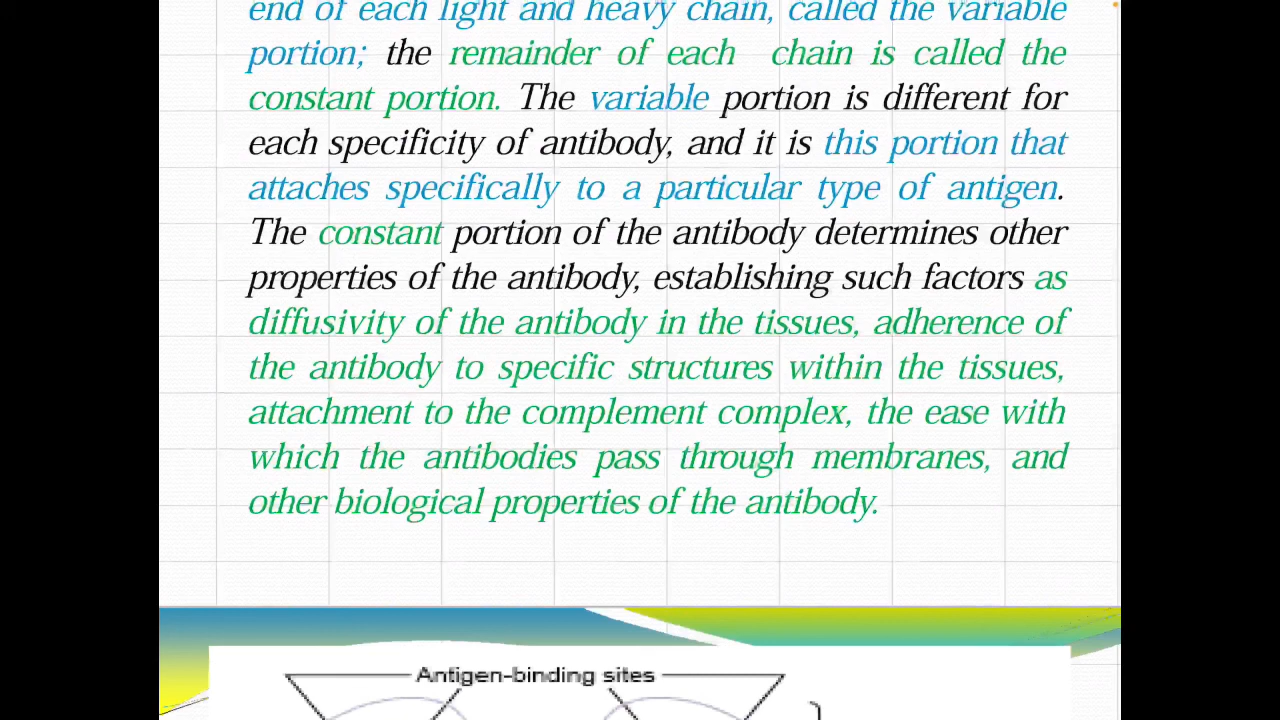 end of each light and heavy chain, called the variable
portion; the remainder of each chain is called the
constant portion. The variable portion is different for
each specificity of antibody, and it is this portion that
attaches specifically to a particular type of antigen.
The constant portion of the antibody determines other
properties of the antibody, establishing such factors as
diffusivity of the antibody in the tissues, adherence of
the antibody to specific structures within the tissues,
attachment to the complement complex, the ease with
which the antibodies pass through membranes, and
other biological properties of the antibody.
Antigen-binding sites